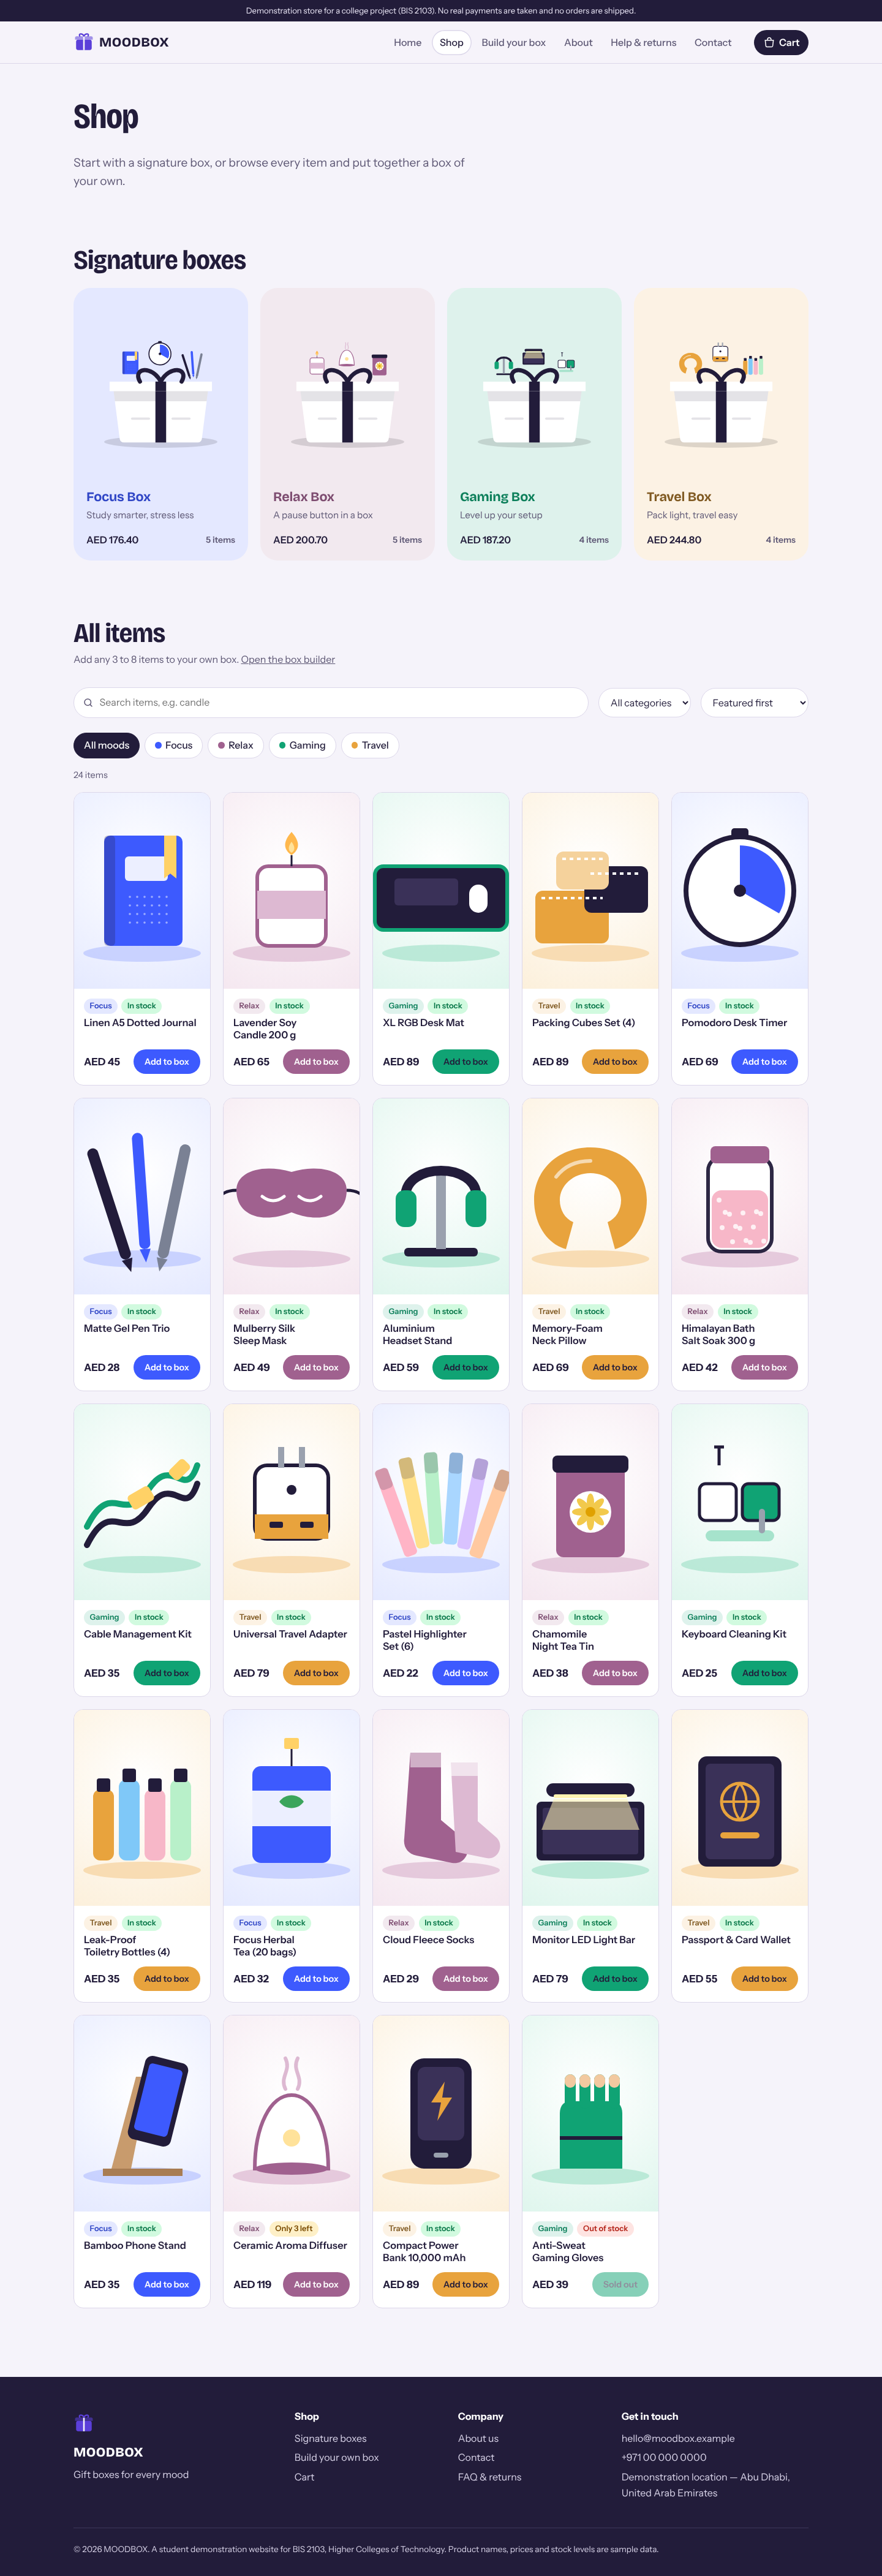 Demonstration store for a college project (BIS 2103). No real payments are taken and no orders are shipped.
MOODBOX
Home
Shop
Build your box
About
Help & returns
Contact
Cart
Shop
Start with a signature box, or browse every item and put together a box of
your own.
Signature boxes
Focus Box
Study smarter, stress less
AED 176.40
5 items
Relax Box
A pause button in a box
AED 200.70
5 items
Gaming Box
Level up your setup
AED 187.20
4 items
Travel Box
Pack light, travel easy
AED 244.80
4 items
All items
Add any 3 to 8 items to your own box. Open the box builder
Search items, e.g. candle
All categories
Featured first
All moods
Focus
Relax
Gaming
Travel
24 items
Focus
In stock
Linen A5 Dotted Journal
AED 45
Add to box
Relax
In stock
Lavender Soy
Candle 200 g
AED 65
Add to box
Gaming
In stock
XL RGB Desk Mat
AED 89
Add to box
Travel
In stock
Packing Cubes Set (4)
AED 89
Add to box
Focus
In stock
Pomodoro Desk Timer
AED 69
Add to box
Focus
In stock
Matte Gel Pen Trio
AED 28
Add to box
Relax
In stock
Mulberry Silk
Sleep Mask
AED 49
Add to box
Gaming
In stock
Aluminium
Headset Stand
AED 59
Add to box
Travel
In stock
Memory-Foam
Neck Pillow
AED 69
Add to box
Relax
In stock
Himalayan Bath
Salt Soak 300 g
AED 42
Add to box
Gaming
In stock
Cable Management Kit
AED 35
Add to box
Travel
In stock
Universal Travel Adapter
AED 79
Add to box
Focus
In stock
Pastel Highlighter
Set (6)
AED 22
Add to box
Relax
In stock
Chamomile
Night Tea Tin
AED 38
Add to box
Gaming
In stock
Keyboard Cleaning Kit
AED 25
Add to box
Travel
In stock
Leak-Proof
Toiletry Bottles (4)
AED 35
Add to box
Focus
In stock
Focus Herbal
Tea (20 bags)
AED 32
Add to box
Relax
In stock
Cloud Fleece Socks
AED 29
Add to box
Gaming
In stock
Monitor LED Light Bar
AED 79
Add to box
Travel
In stock
Passport & Card Wallet
AED 55
Add to box
Focus
In stock
Bamboo Phone Stand
AED 35
Add to box
Relax
Only 3 left
Ceramic Aroma Diffuser
AED 119
Add to box
Travel
In stock
Compact Power
Bank 10,000 mAh
AED 89
Add to box
Gaming
Out of stock
Anti-Sweat
Gaming Gloves
AED 39
Sold out
MOODBOX
Gift boxes for every mood
Shop
Signature boxes
Build your own box
Cart
Company
About us
Contact
FAQ & returns
Get in touch
hello@moodbox.example
+971 00 000 0000
Demonstration location — Abu Dhabi,
United Arab Emirates
© 2026 MOODBOX. A student demonstration website for BIS 2103, Higher Colleges of Technology. Product names, prices and stock levels are sample data.